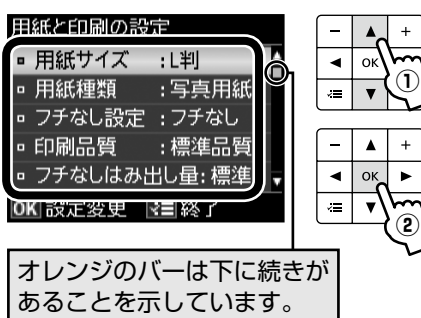 用紙と印刷の設定
用紙サイズ :L判
用紙種類 :写真用紙
フチなし設定 :フチなし
印刷品質 :標準品質
フチなしはみ出し量:標準
OK 設定変更 終了
オレンジのバーは下に続きが
あることを示しています。
− ▲ +
◀ OK
▼
①
− ▲ +
◀ OK ▶
▼
②